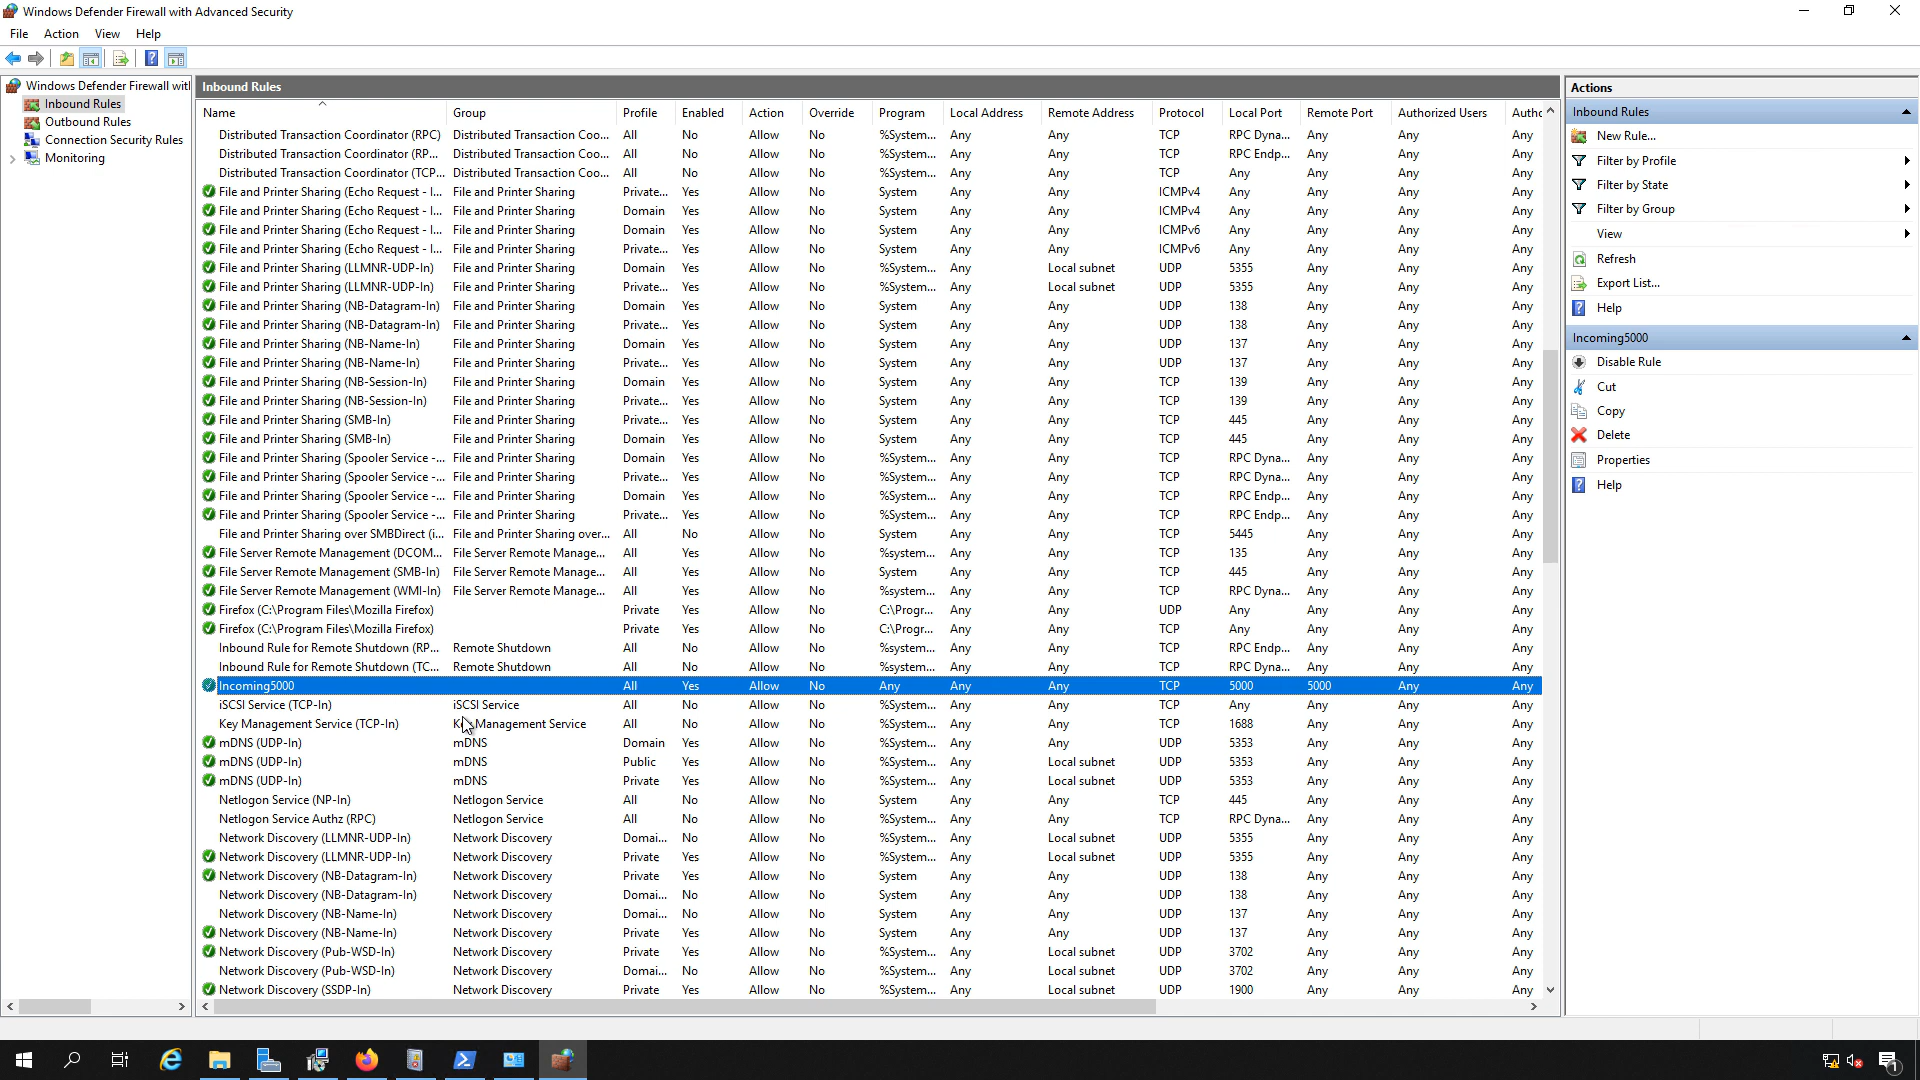 Windows Defender Firewall with Advanced Security
File Action View Help
Windows Defender Firewall witl
Inbound Rules
Outbound Rules
Connection Security Rules
Monitoring
Inbound Rules
Name Group Profile Enabled Action Override Program Local Address Remote Address Protocol Local Port Remote Port Authorized Users Autho
Distributed Transaction Coordinator (RPC) Distributed Transaction Coo... All No Allow No %System... Any Any TCP RPC Dyna... Any Any Any
Distributed Transaction Coordinator (RP... Distributed Transaction Coo... All No Allow No %System... Any Any TCP RPC Endp... Any Any Any
Distributed Transaction Coordinator (TCP... Distributed Transaction Coo... All No Allow No %System... Any Any TCP Any Any Any Any
File and Printer Sharing (Echo Request - I... File and Printer Sharing Private... Yes Allow No System Any Any ICMPv4 Any Any Any Any
File and Printer Sharing (Echo Request - I... File and Printer Sharing Domain Yes Allow No System Any Any ICMPv4 Any Any Any Any
File and Printer Sharing (Echo Request - I... File and Printer Sharing Domain Yes Allow No System Any Any ICMPv6 Any Any Any Any
File and Printer Sharing (Echo Request - I... File and Printer Sharing Private... Yes Allow No System Any Any ICMPv6 Any Any Any Any
File and Printer Sharing (LLMNR-UDP-In) File and Printer Sharing Domain Yes Allow No %System... Any Local subnet UDP 5355 Any Any Any
File and Printer Sharing (LLMNR-UDP-In) File and Printer Sharing Private... Yes Allow No %System... Any Local subnet UDP 5355 Any Any Any
File and Printer Sharing (NB-Datagram-In) File and Printer Sharing Domain Yes Allow No System Any Any UDP 138 Any Any Any
File and Printer Sharing (NB-Datagram-In) File and Printer Sharing Private... Yes Allow No System Any Any UDP 138 Any Any Any
File and Printer Sharing (NB-Name-In) File and Printer Sharing Domain Yes Allow No System Any Any UDP 137 Any Any Any
File and Printer Sharing (NB-Name-In) File and Printer Sharing Private... Yes Allow No System Any Any UDP 137 Any Any Any
File and Printer Sharing (NB-Session-In) File and Printer Sharing Domain Yes Allow No System Any Any TCP 139 Any Any Any
File and Printer Sharing (NB-Session-In) File and Printer Sharing Private... Yes Allow No System Any Any TCP 139 Any Any Any
File and Printer Sharing (SMB-In) File and Printer Sharing Private... Yes Allow No System Any Any TCP 445 Any Any Any
File and Printer Sharing (SMB-In) File and Printer Sharing Domain Yes Allow No System Any Any TCP 445 Any Any Any
File and Printer Sharing (Spooler Service -... File and Printer Sharing Domain Yes Allow No %System... Any Any TCP RPC Dyna... Any Any Any
File and Printer Sharing (Spooler Service -... File and Printer Sharing Private... Yes Allow No %System... Any Any TCP RPC Dyna... Any Any Any
File and Printer Sharing (Spooler Service -... File and Printer Sharing Domain Yes Allow No %System... Any Any TCP RPC Endp... Any Any Any
File and Printer Sharing (Spooler Service -... File and Printer Sharing Private... Yes Allow No %System... Any Any TCP RPC Endp... Any Any Any
File and Printer Sharing over SMBDirect (i... File and Printer Sharing over... All No Allow No System Any Any TCP 5445 Any Any Any
File Server Remote Management (DCOM... File Server Remote Manage... All Yes Allow No %system... Any Any TCP 135 Any Any Any
File Server Remote Management (SMB-In) File Server Remote Manage... All Yes Allow No System Any Any TCP 445 Any Any Any
File Server Remote Management (WMI-In) File Server Remote Manage... All Yes Allow No %system... Any Any TCP RPC Dyna... Any Any Any
Firefox (C:\Program Files\Mozilla Firefox) Private Yes Allow No C:\Progr... Any Any UDP Any Any Any Any
Firefox (C:\Program Files\Mozilla Firefox) Private Yes Allow No C:\Progr... Any Any TCP Any Any Any Any
Inbound Rule for Remote Shutdown (RP... Remote Shutdown All No Allow No %system... Any Any TCP RPC Endp... Any Any Any
Inbound Rule for Remote Shutdown (TC... Remote Shutdown All No Allow No %system... Any Any TCP RPC Dyna... Any Any Any
Incoming5000 All Yes Allow No Any Any Any TCP 5000 5000 Any Any
iSCSI Service (TCP-In) iSCSI Service All No Allow No %System... Any Any TCP Any Any Any Any
Key Management Service (TCP-In) Key Management Service All No Allow No %System... Any Any TCP 1688 Any Any Any
mDNS (UDP-In) mDNS Domain Yes Allow No %System... Any Any UDP 5353 Any Any Any
mDNS (UDP-In) mDNS Public Yes Allow No %System... Any Local subnet UDP 5353 Any Any Any
mDNS (UDP-In) mDNS Private Yes Allow No %System... Any Local subnet UDP 5353 Any Any Any
Netlogon Service (NP-In) Netlogon Service All No Allow No System Any Any TCP 445 Any Any Any
Netlogon Service Authz (RPC) Netlogon Service All No Allow No %System... Any Any TCP RPC Dyna... Any Any Any
Network Discovery (LLMNR-UDP-In) Network Discovery Domai... No Allow No %System... Any Local subnet UDP 5355 Any Any Any
Network Discovery (LLMNR-UDP-In) Network Discovery Private Yes Allow No %System... Any Local subnet UDP 5355 Any Any Any
Network Discovery (NB-Datagram-In) Network Discovery Private Yes Allow No System Any Any UDP 138 Any Any Any
Network Discovery (NB-Datagram-In) Network Discovery Domai... No Allow No System Any Any UDP 138 Any Any Any
Network Discovery (NB-Name-In) Network Discovery Domai... No Allow No System Any Any UDP 137 Any Any Any
Network Discovery (NB-Name-In) Network Discovery Private Yes Allow No System Any Any UDP 137 Any Any Any
Network Discovery (Pub-WSD-In) Network Discovery Private Yes Allow No %System... Any Local subnet UDP 3702 Any Any Any
Network Discovery (Pub-WSD-In) Network Discovery Domai... No Allow No %System... Any Local subnet UDP 3702 Any Any Any
Network Discovery (SSDP-In) Network Discovery Private Yes Allow No %System... Any Local subnet UDP 1900 Any Any Any
Actions
Inbound Rules
New Rule...
Filter by Profile
Filter by State
Filter by Group
View
Refresh
Export List...
Help
Incoming5000
Disable Rule
Cut
Copy
Delete
Properties
Help
1